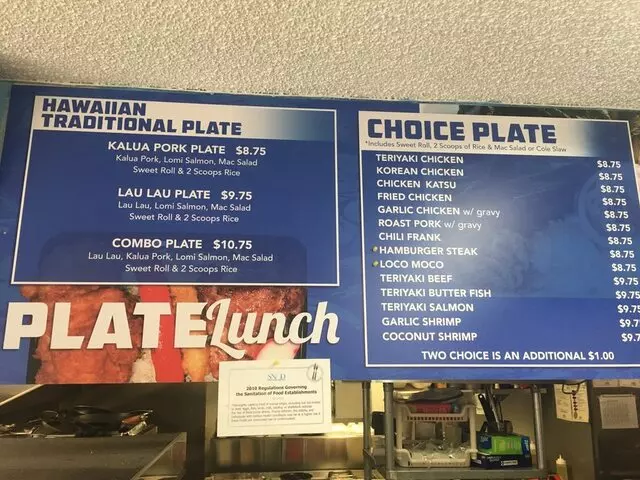 HAWAIIAN
TRADITIONAL PLATE
KALUA PORK PLATE $8.75
Kalua Pork, Lomi Salmon, Mac Salad
Sweet Roll & 2 Scoops Rice
LAU LAU PLATE $9.75
Lau Lau, Lomi Salmon, Mac Salad
Sweet Roll & 2 Scoops Rice
COMBO PLATE $10.75
Lau Lau, Kalua Pork, Lomi Salmon, Mac Salad
Sweet Roll & 2 Scoops Rice
PLATE Lunch
CHOICE PLATE
*Includes Sweet Roll, 2 Scoops of Rice & Mac Salad or Cole Slaw
TERIYAKI CHICKEN $8.75
KOREAN CHICKEN $8.75
CHICKEN KATSU $8.75
FRIED CHICKEN $8.75
GARLIC CHICKEN w/ gravy $8.75
ROAST PORK w/ gravy $8.75
CHILI FRANK $8.75
HAMBURGER STEAK $8.75
LOCO MOCO $8.75
TERIYAKI BEEF $9.75
TERIYAKI BUTTER FISH $9.75
TERIYAKI SALMON $9.7
GARLIC SHRIMP $9.7
COCONUT SHRIMP $9.7
TWO CHOICE IS AN ADDITIONAL $1.00
SNHD
2010 Regulations Governing
the Sanitation of Food Establishments